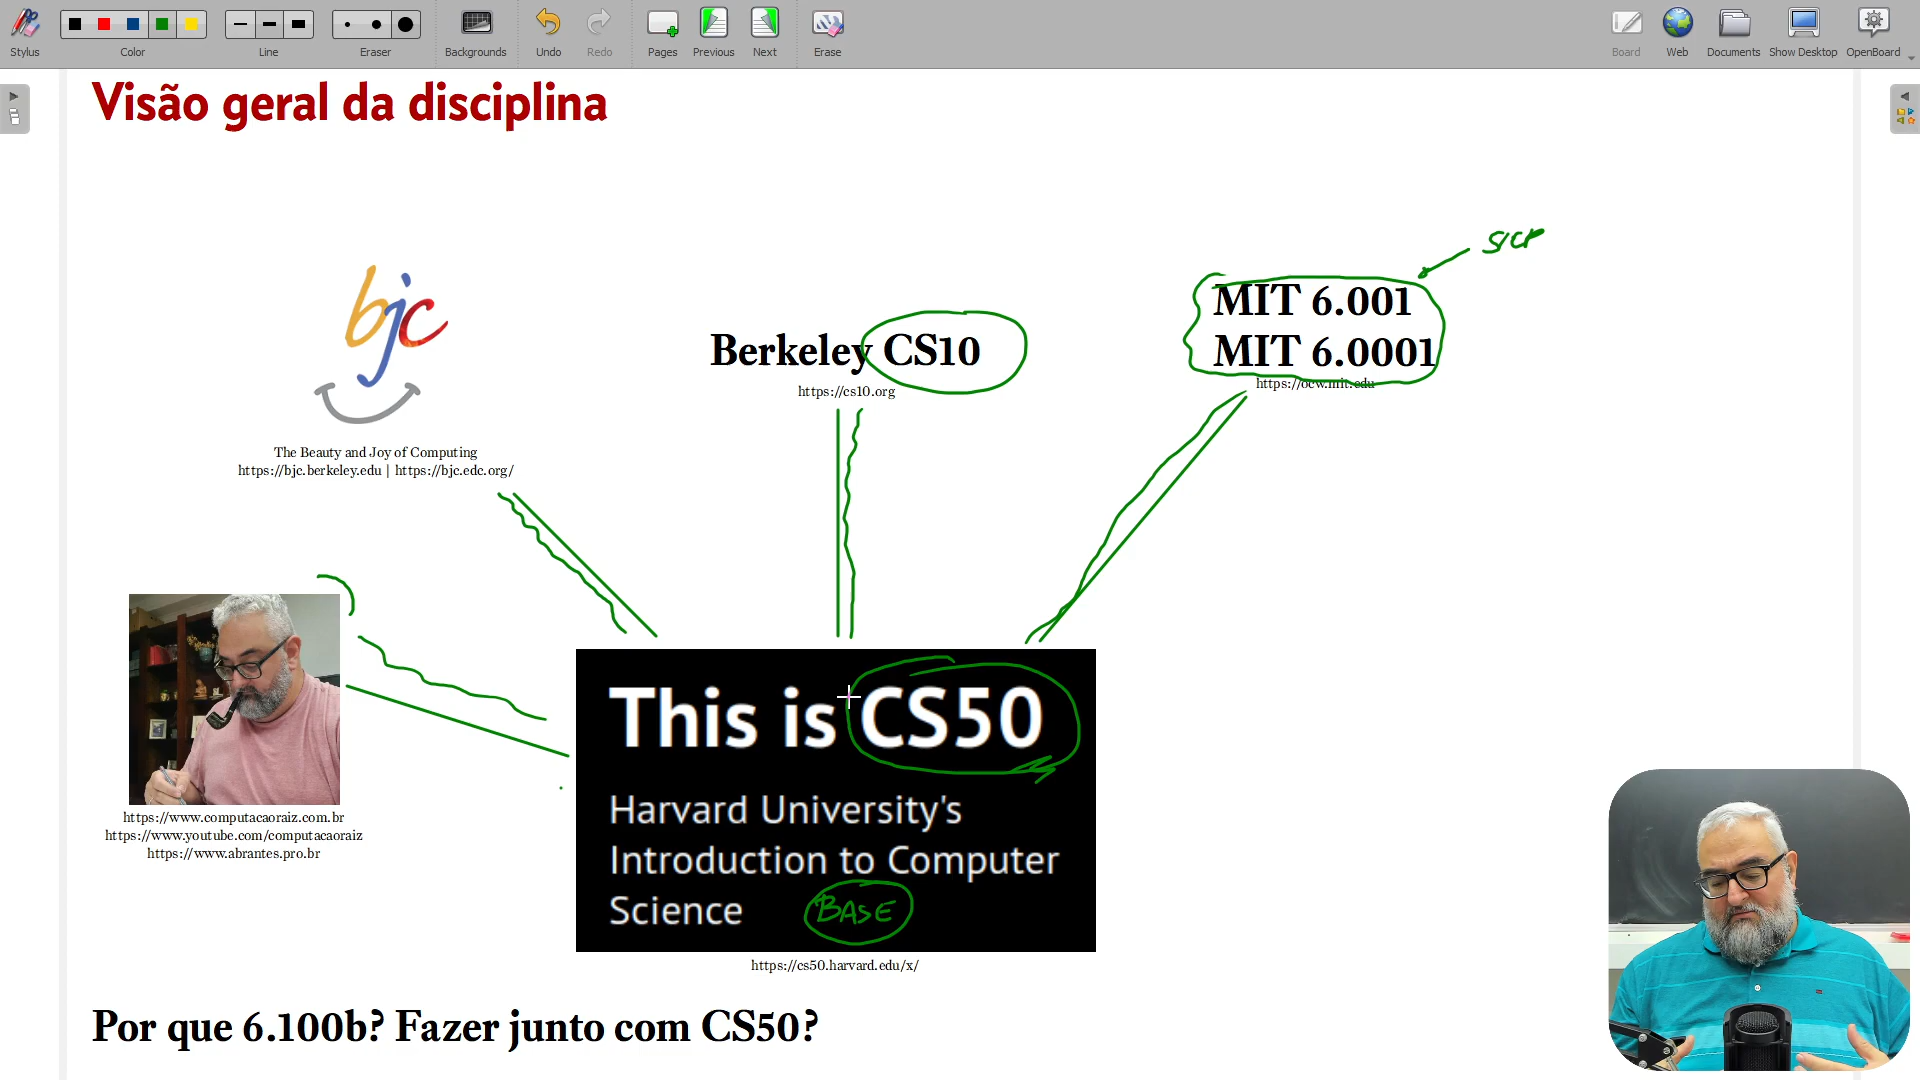 Stylus
Color
Line
Eraser
Backgrounds
Undo
Redo
Pages
Previous
Next
Erase
Board
Web
Documents
Show Desktop
OpenBoard
Visão geral da disciplina
SICP
bjc
The Beauty and Joy of Computing
https://bjc.berkeley.edu | https://bjc.edc.org/
Berkeley CS10
https://cs10.org
MIT 6.001
MIT 6.0001
https://ocw.mit.edu
https://www.computacaoraiz.com.br
https://www.youtube.com/computacaoraiz
https://www.abrantes.pro.br
This is CS50
Harvard University's
Introduction to Computer
Science
BASE
https://cs50.harvard.edu/x/
Por que 6.100b? Fazer junto com CS50?